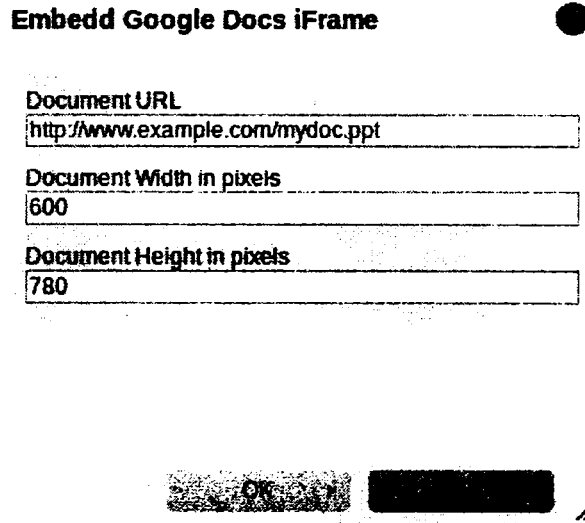 Embedd Google Docs iFrame
Document URL
http://www.example.com/mydoc.ppt
Document Width in pixels
600
Document Height in pixels
780
OK